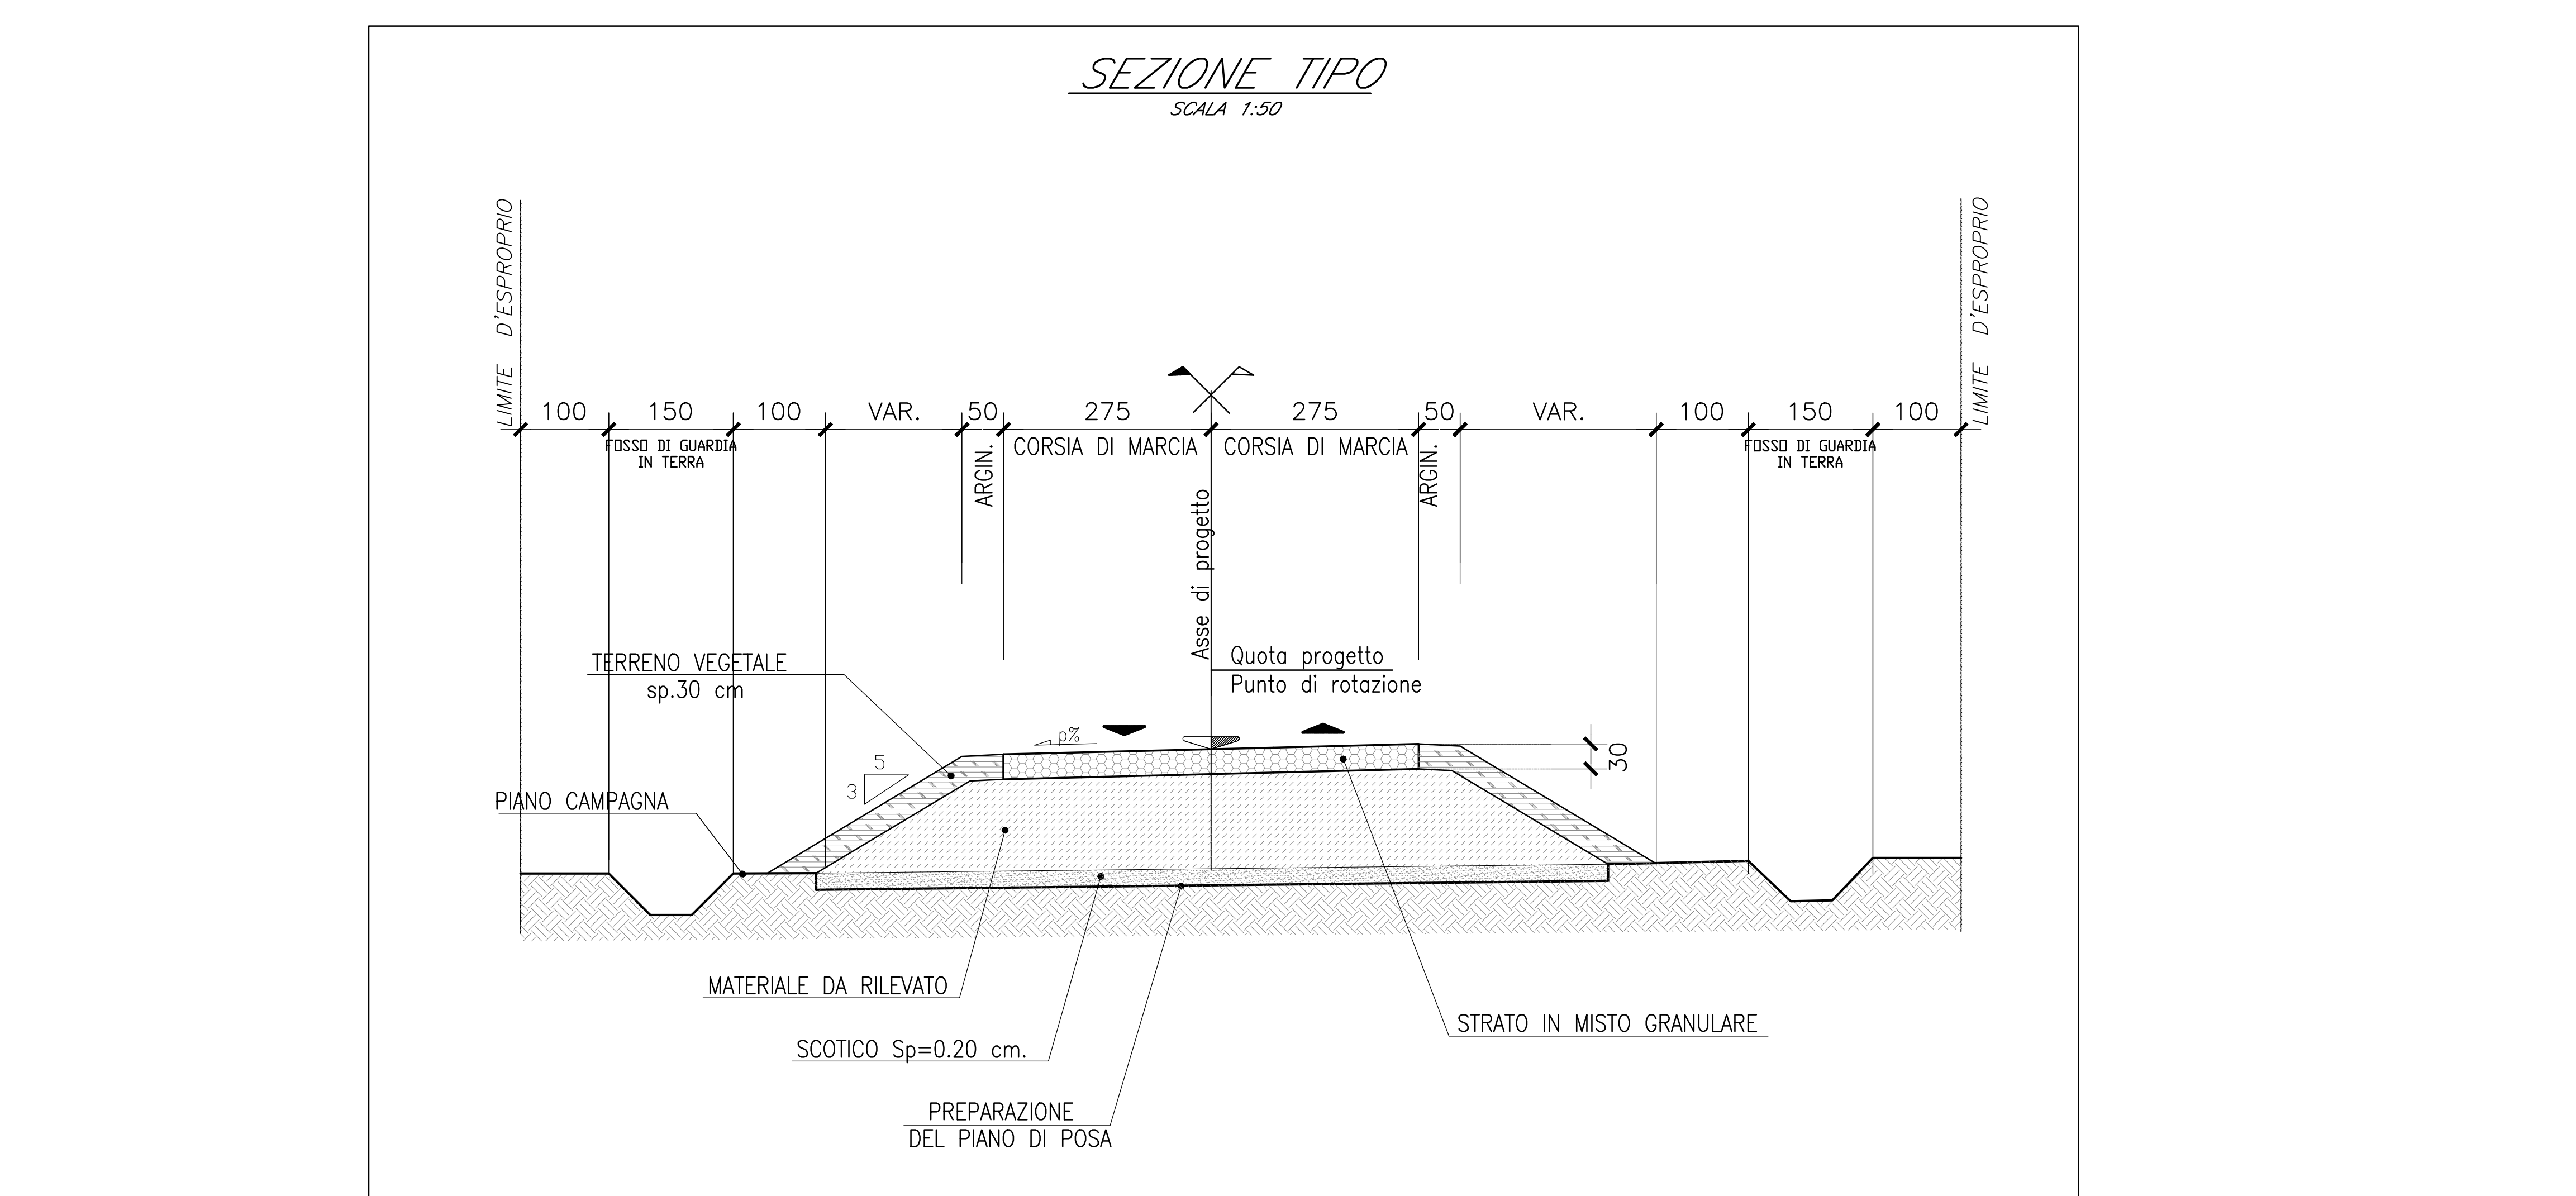 SEZIONE TIPO
SCALA 1:50
LIMITE D'ESPROPRIO
LIMITE D'ESPROPRIO
100 150 100 VAR. 50 275 275 50 VAR. 100 150 100
FOSSO DI GUARDIA
IN TERRA
ARGIN.
CORSIA DI MARCIA
CORSIA DI MARCIA
ARGIN.
FOSSO DI GUARDIA
IN TERRA
Asse di progetto
Quota progetto
Punto di rotazione
TERRENO VEGETALE
sp.30 cm
p%
30
5
3
PIANO CAMPAGNA
MATERIALE DA RILEVATO
STRATO IN MISTO GRANULARE
SCOTICO Sp=0.20 cm.
PREPARAZIONE
DEL PIANO DI POSA